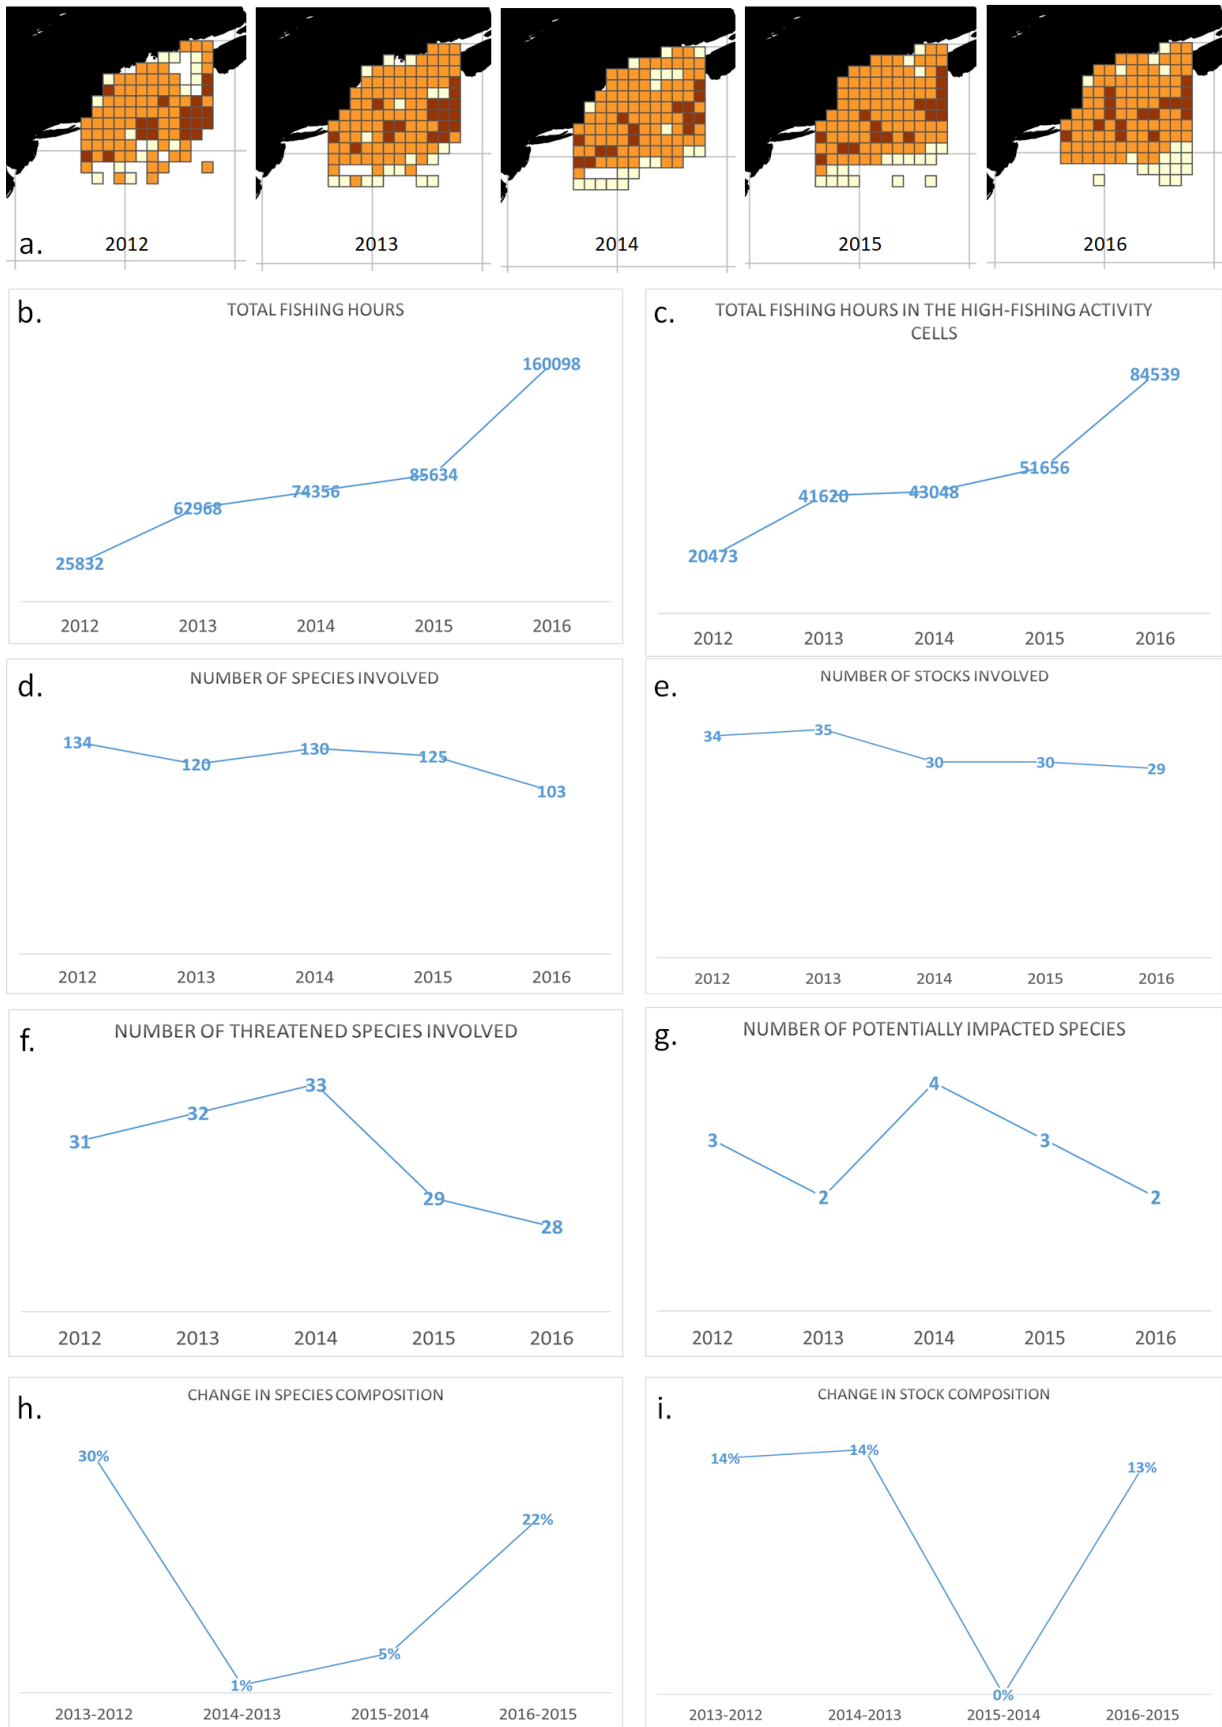 a.
2012
2013
2014
2015
2016
b.
TOTAL FISHING HOURS
160098
85634
74356
62968
25832
2012 2013 2014 2015 2016
c.
TOTAL FISHING HOURS IN THE HIGH-FISHING ACTIVITY
CELLS
84539
51656
41620 43048
20473
2012 2013 2014 2015 2016
d.
NUMBER OF SPECIES INVOLVED
134 120 130 125 103
2012 2013 2014 2015 2016
e.
NUMBER OF STOCKS INVOLVED
34 35 30 30 29
2012 2013 2014 2015 2016
f.
NUMBER OF THREATENED SPECIES INVOLVED
31 32 33 29 28
2012 2013 2014 2015 2016
g.
NUMBER OF POTENTIALLY IMPACTED SPECIES
3 2 4 3 2
2012 2013 2014 2015 2016
h.
CHANGE IN SPECIES COMPOSITION
30% 1% 5% 22%
2013-2012 2014-2013 2015-2014 2016-2015
i.
CHANGE IN STOCK COMPOSITION
14% 14% 0% 13%
2013-2012 2014-2013 2015-2014 2016-2015